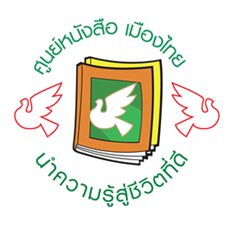 ศูนย์หนังสือ เมืองไทย
นำความรู้สู่ชีวิตที่ดี